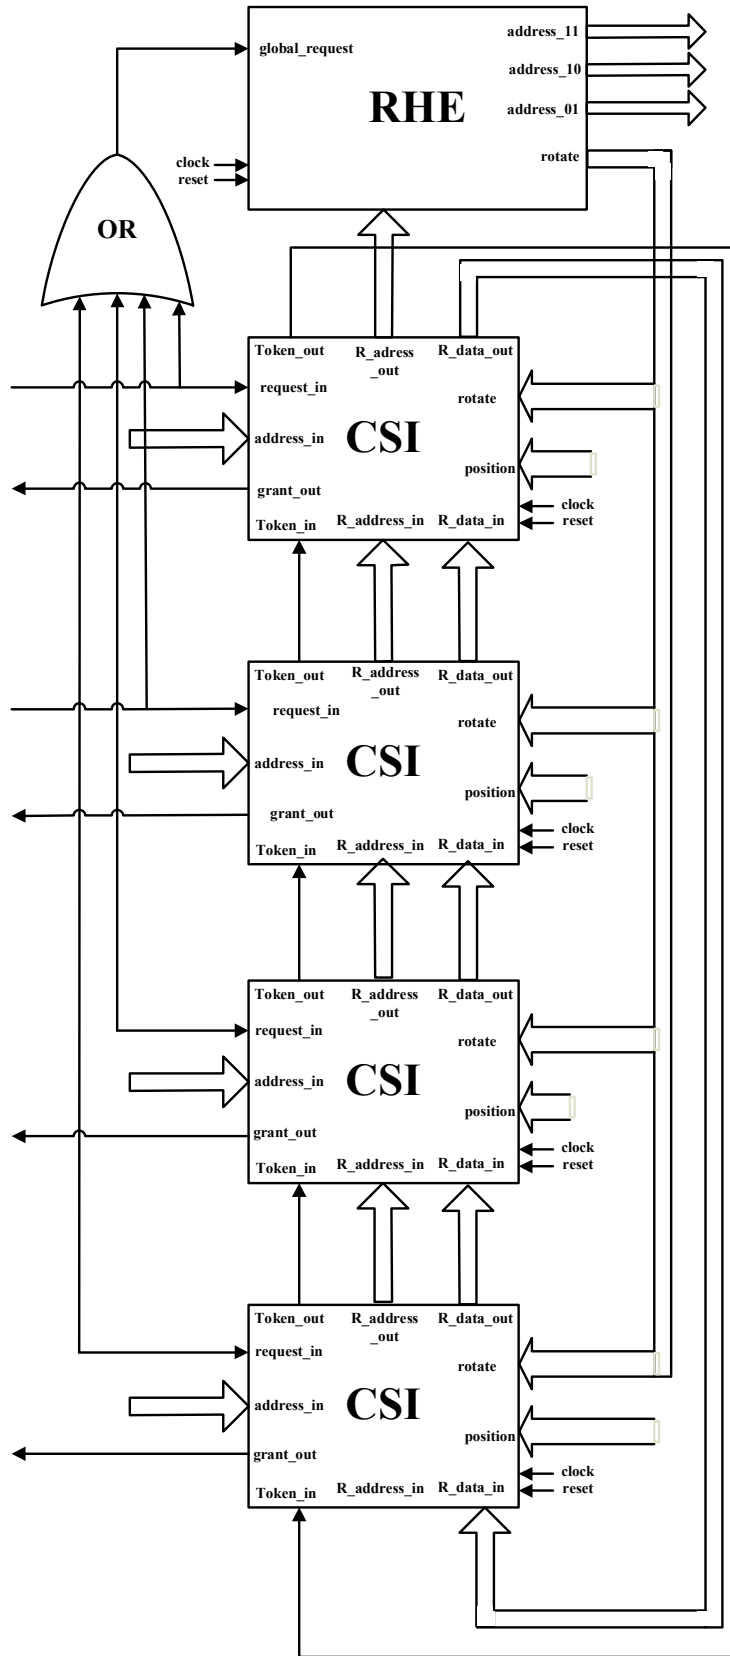 address_11
global_request
address_10
RHE
address_01
rotate
clock
reset
OR
Token_out
R_adress
_out
R_data_out
request_in
rotate
CSI
address_in
position
grant_out
clock
Token_in
R_address_in
R_data_in
reset
Token_out
R_address
_out
R_data_out
request_in
rotate
CSI
address_in
position
grant_out
clock
Token_in
R_address_in
R_data_in
reset
Token_out
R_address
_out
R_data_out
request_in
rotate
CSI
address_in
position
grant_out
clock
Token_in
R_address_in
R_data_in
reset
Token_out
R_address
_out
R_data_out
request_in
rotate
CSI
address_in
position
grant_out
clock
Token_in
R_address_in
R_data_in
reset